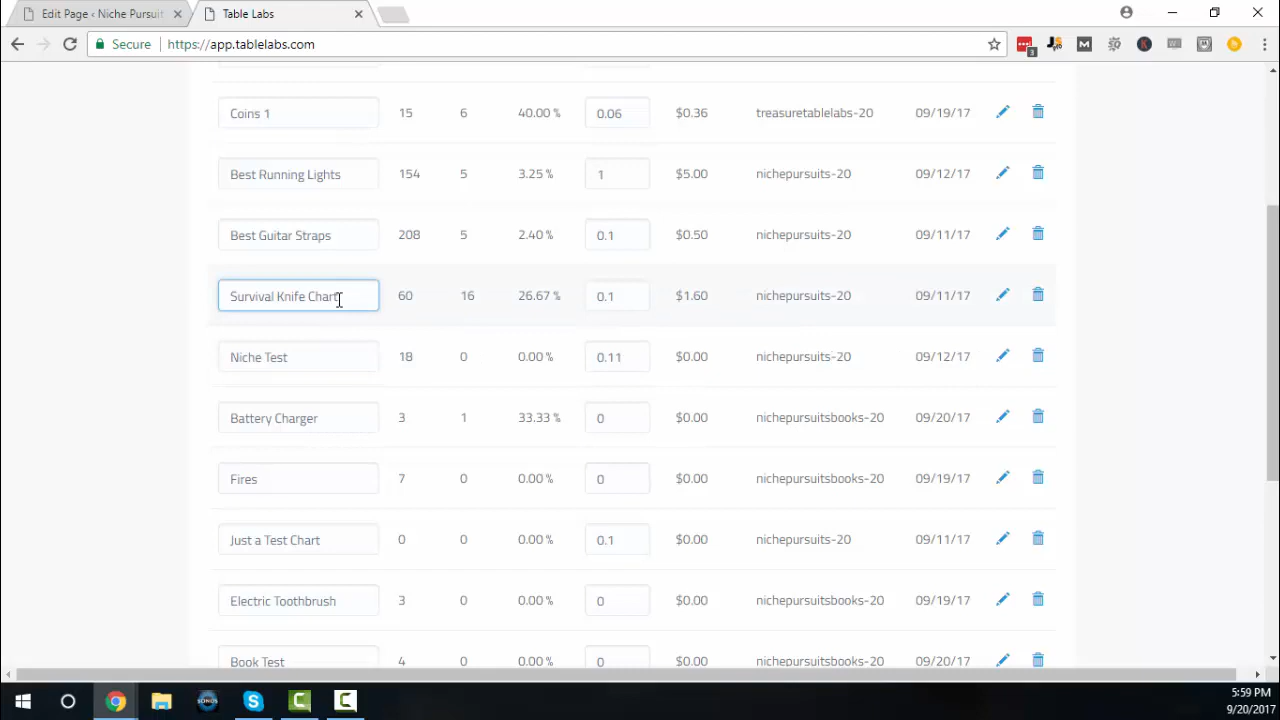 Edit Page ‹ Niche Pursuit
Table Labs
Secure https://app.tablelabs.com
3
Coins 1 15 6 40.00 % 0.06 $0.36 treasuretablelabs-20 09/19/17
Best Running Lights 154 5 3.25 % 1 $5.00 nichepursuits-20 09/12/17
Best Guitar Straps 208 5 2.40 % 0.1 $0.50 nichepursuits-20 09/11/17
Survival Knife Chart 60 16 26.67 % 0.1 $1.60 nichepursuits-20 09/11/17
Niche Test 18 0 0.00 % 0.11 $0.00 nichepursuits-20 09/12/17
Battery Charger 3 1 33.33 % 0 $0.00 nichepursuitsbooks-20 09/20/17
Fires 7 0 0.00 % 0 $0.00 nichepursuitsbooks-20 09/19/17
Just a Test Chart 0 0 0.00 % 0.1 $0.00 nichepursuits-20 09/11/17
Electric Toothbrush 3 0 0.00 % 0 $0.00 nichepursuitsbooks-20 09/19/17
Book Test 4 0 0.00 % 0 $0.00 nichepursuitsbooks-20 09/20/17
SONOS
5:59 PM
9/20/2017